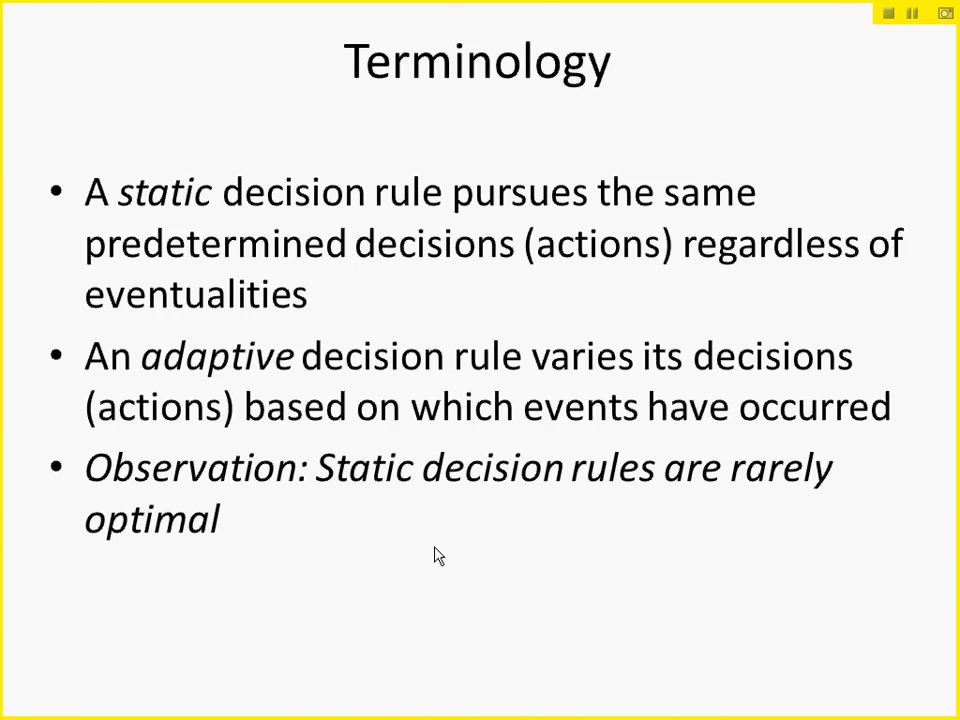 Terminology
• A static decision rule pursues the same
predetermined decisions (actions) regardless of
eventualities
• An adaptive decision rule varies its decisions
(actions) based on which events have occurred
• Observation: Static decision rules are rarely
optimal